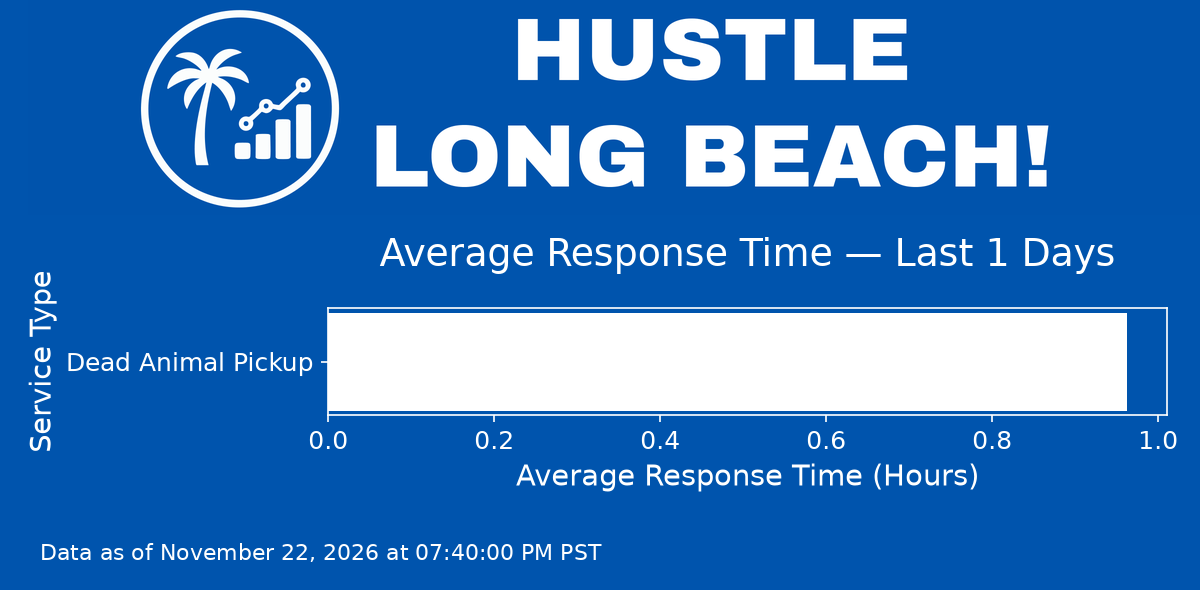 HUSTLE
LONG BEACH!
Average Response Time — Last 1 Days
Service Type
Dead Animal Pickup
0.0 0.2 0.4 0.6 0.8 1.0
Average Response Time (Hours)
Data as of November 22, 2026 at 07:40:00 PM PST